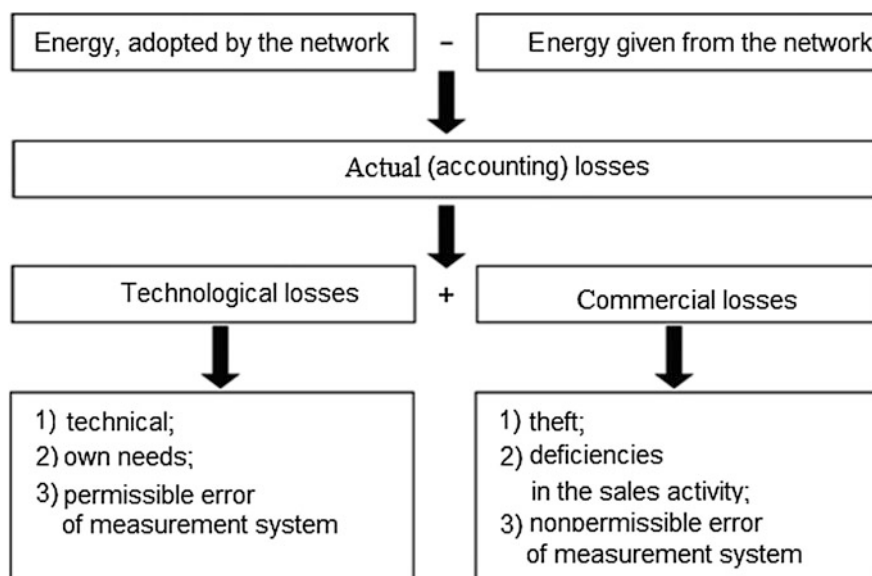 Energy, adopted by the network
–
Energy given from the network
Actual (accounting) losses
Technological losses
+
Commercial losses
1) technical;
2) own needs;
3) permissible error
of measurement system
1) theft;
2) deficiencies
in the sales activity;
3) nonpermissible error
of measurement system